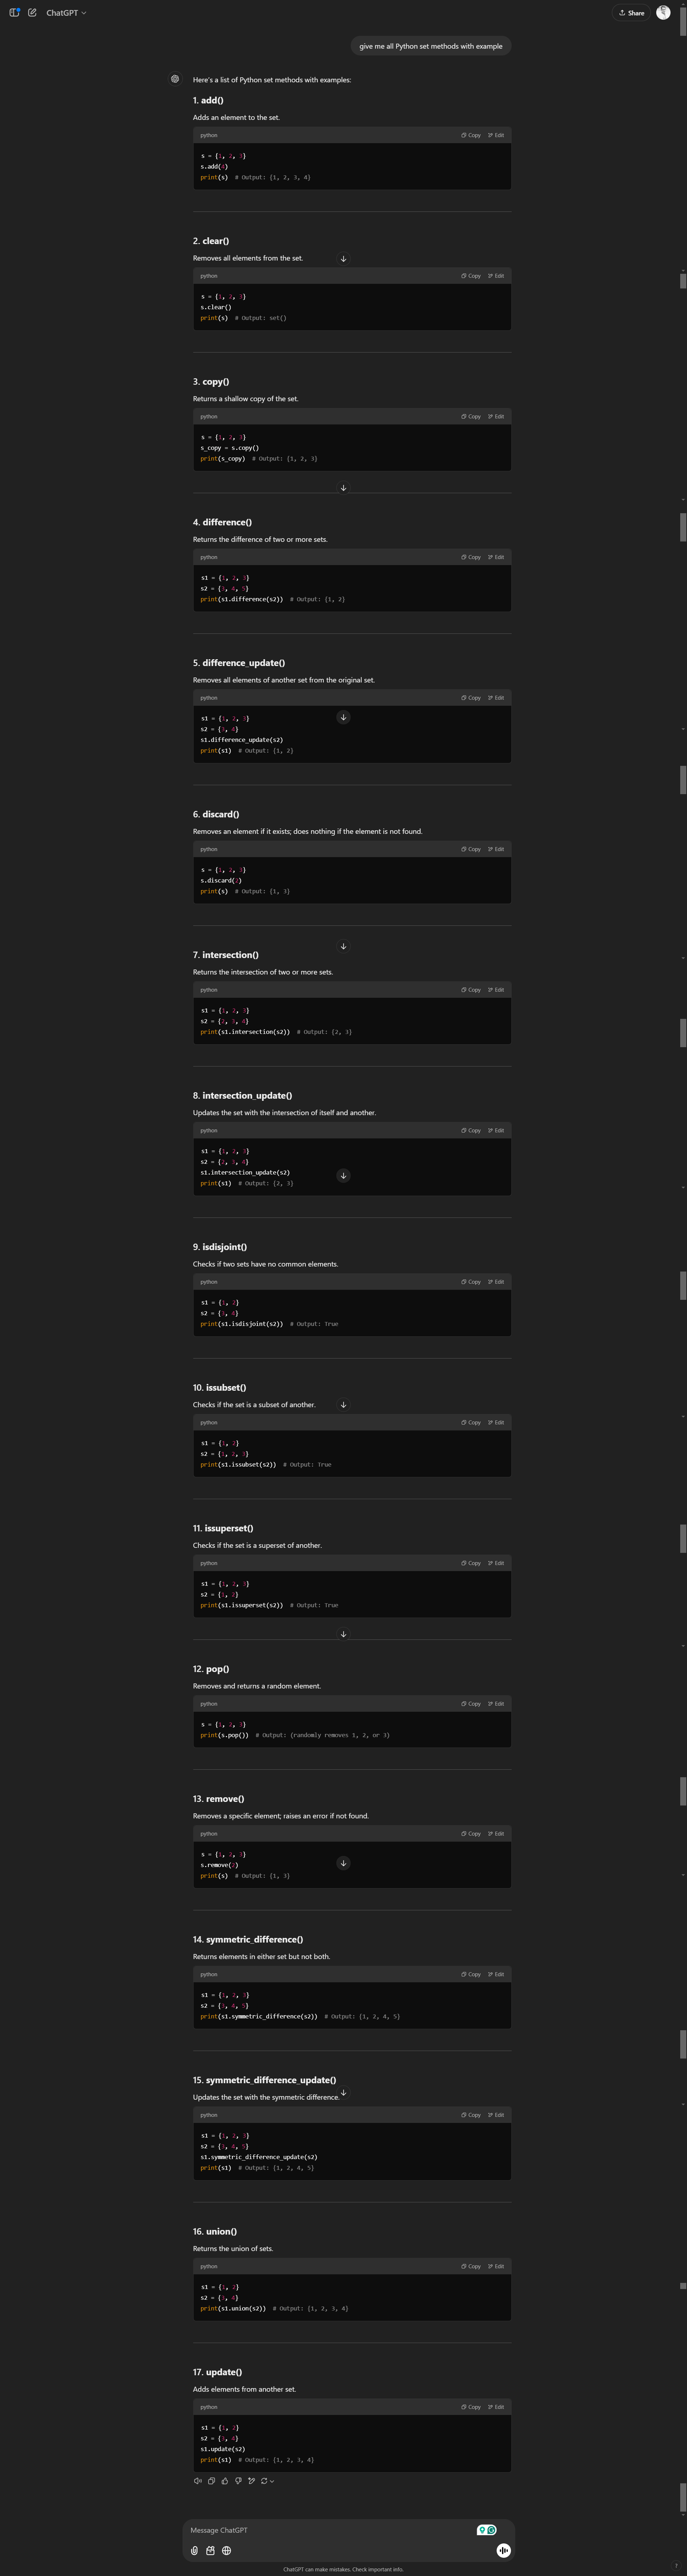 ChatGPT
Share
give me all Python set methods with example
Here's a list of Python set methods with examples:
1. add()
Adds an element to the set.
python Copy Edit
s = {1, 2, 3}
s.add(4)
print(s)  # Output: {1, 2, 3, 4}
2. clear()
Removes all elements from the set.
python Copy Edit
s = {1, 2, 3}
s.clear()
print(s)  # Output: set()
3. copy()
Returns a shallow copy of the set.
python Copy Edit
s = {1, 2, 3}
s_copy = s.copy()
print(s_copy)  # Output: {1, 2, 3}
4. difference()
Returns the difference of two or more sets.
python Copy Edit
s1 = {1, 2, 3}
s2 = {3, 4, 5}
print(s1.difference(s2))  # Output: {1, 2}
5. difference_update()
Removes all elements of another set from the original set.
python Copy Edit
s1 = {1, 2, 3}
s2 = {3, 4}
s1.difference_update(s2)
print(s1)  # Output: {1, 2}
6. discard()
Removes an element if it exists; does nothing if the element is not found.
python Copy Edit
s = {1, 2, 3}
s.discard(2)
print(s)  # Output: {1, 3}
7. intersection()
Returns the intersection of two or more sets.
python Copy Edit
s1 = {1, 2, 3}
s2 = {2, 3, 4}
print(s1.intersection(s2))  # Output: {2, 3}
8. intersection_update()
Updates the set with the intersection of itself and another.
python Copy Edit
s1 = {1, 2, 3}
s2 = {2, 3, 4}
s1.intersection_update(s2)
print(s1)  # Output: {2, 3}
9. isdisjoint()
Checks if two sets have no common elements.
python Copy Edit
s1 = {1, 2}
s2 = {3, 4}
print(s1.isdisjoint(s2))  # Output: True
10. issubset()
Checks if the set is a subset of another.
python Copy Edit
s1 = {1, 2}
s2 = {1, 2, 3}
print(s1.issubset(s2))  # Output: True
11. issuperset()
Checks if the set is a superset of another.
python Copy Edit
s1 = {1, 2, 3}
s2 = {1, 2}
print(s1.issuperset(s2))  # Output: True
12. pop()
Removes and returns a random element.
python Copy Edit
s = {1, 2, 3}
print(s.pop())  # Output: (randomly removes 1, 2, or 3)
13. remove()
Removes a specific element; raises an error if not found.
python Copy Edit
s = {1, 2, 3}
s.remove(2)
print(s)  # Output: {1, 3}
14. symmetric_difference()
Returns elements in either set but not both.
python Copy Edit
s1 = {1, 2, 3}
s2 = {3, 4, 5}
print(s1.symmetric_difference(s2))  # Output: {1, 2, 4, 5}
15. symmetric_difference_update()
Updates the set with the symmetric difference.
python Copy Edit
s1 = {1, 2, 3}
s2 = {3, 4, 5}
s1.symmetric_difference_update(s2)
print(s1)  # Output: {1, 2, 4, 5}
16. union()
Returns the union of sets.
python Copy Edit
s1 = {1, 2}
s2 = {3, 4}
print(s1.union(s2))  # Output: {1, 2, 3, 4}
17. update()
Adds elements from another set.
python Copy Edit
s1 = {1, 2}
s2 = {3, 4}
s1.update(s2)
print(s1)  # Output: {1, 2, 3, 4}
Message ChatGPT
ChatGPT can make mistakes. Check important info.
?